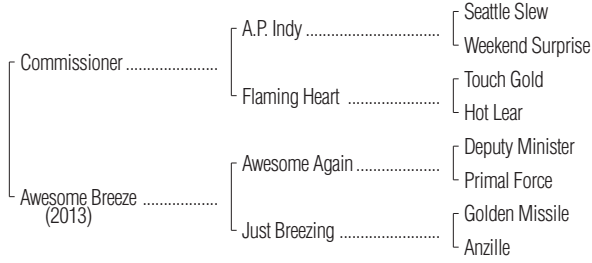 Seattle Slew
A.P. Indy ............................
Weekend Surprise
Commissioner ...................
Touch Gold
Flaming Heart ...................
Hot Lear
Deputy Minister
Awesome Again .................
Primal Force
Awesome Breeze ...............
(2013)
Golden Missile
Just Breezing ....................
Anzille